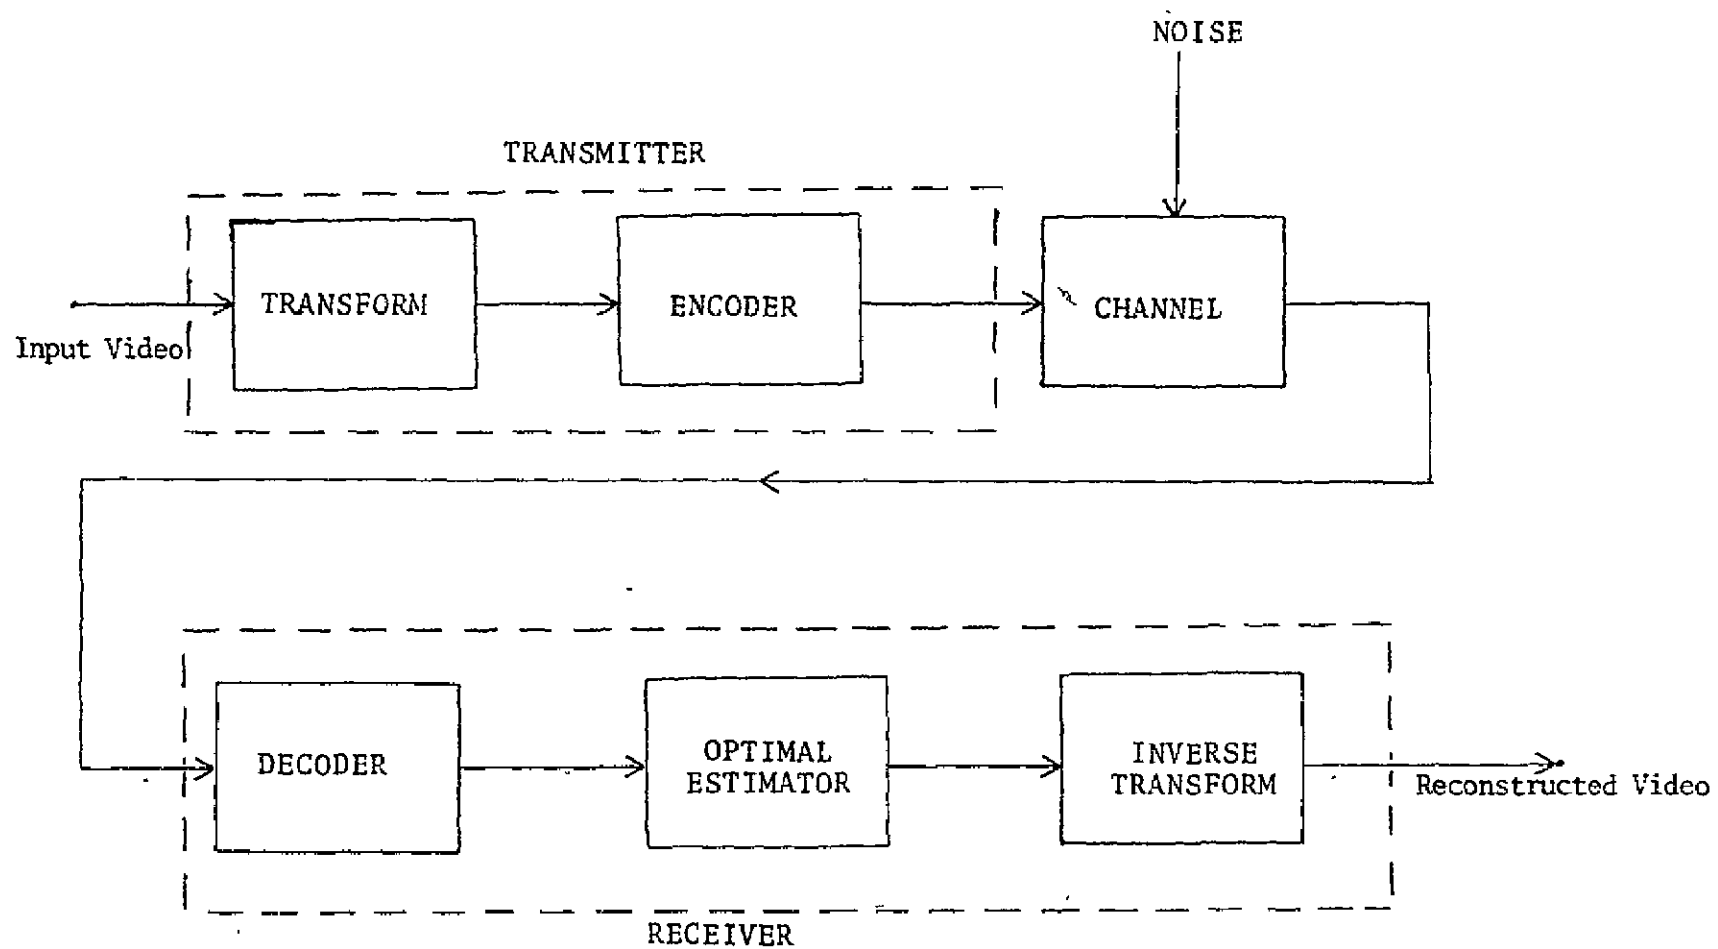 NOISE
TRANSMITTER
TRANSFORM
ENCODER
CHANNEL
Input Video
DECODER
OPTIMAL
ESTIMATOR
INVERSE
TRANSFORM
Reconstructed Video
RECEIVER